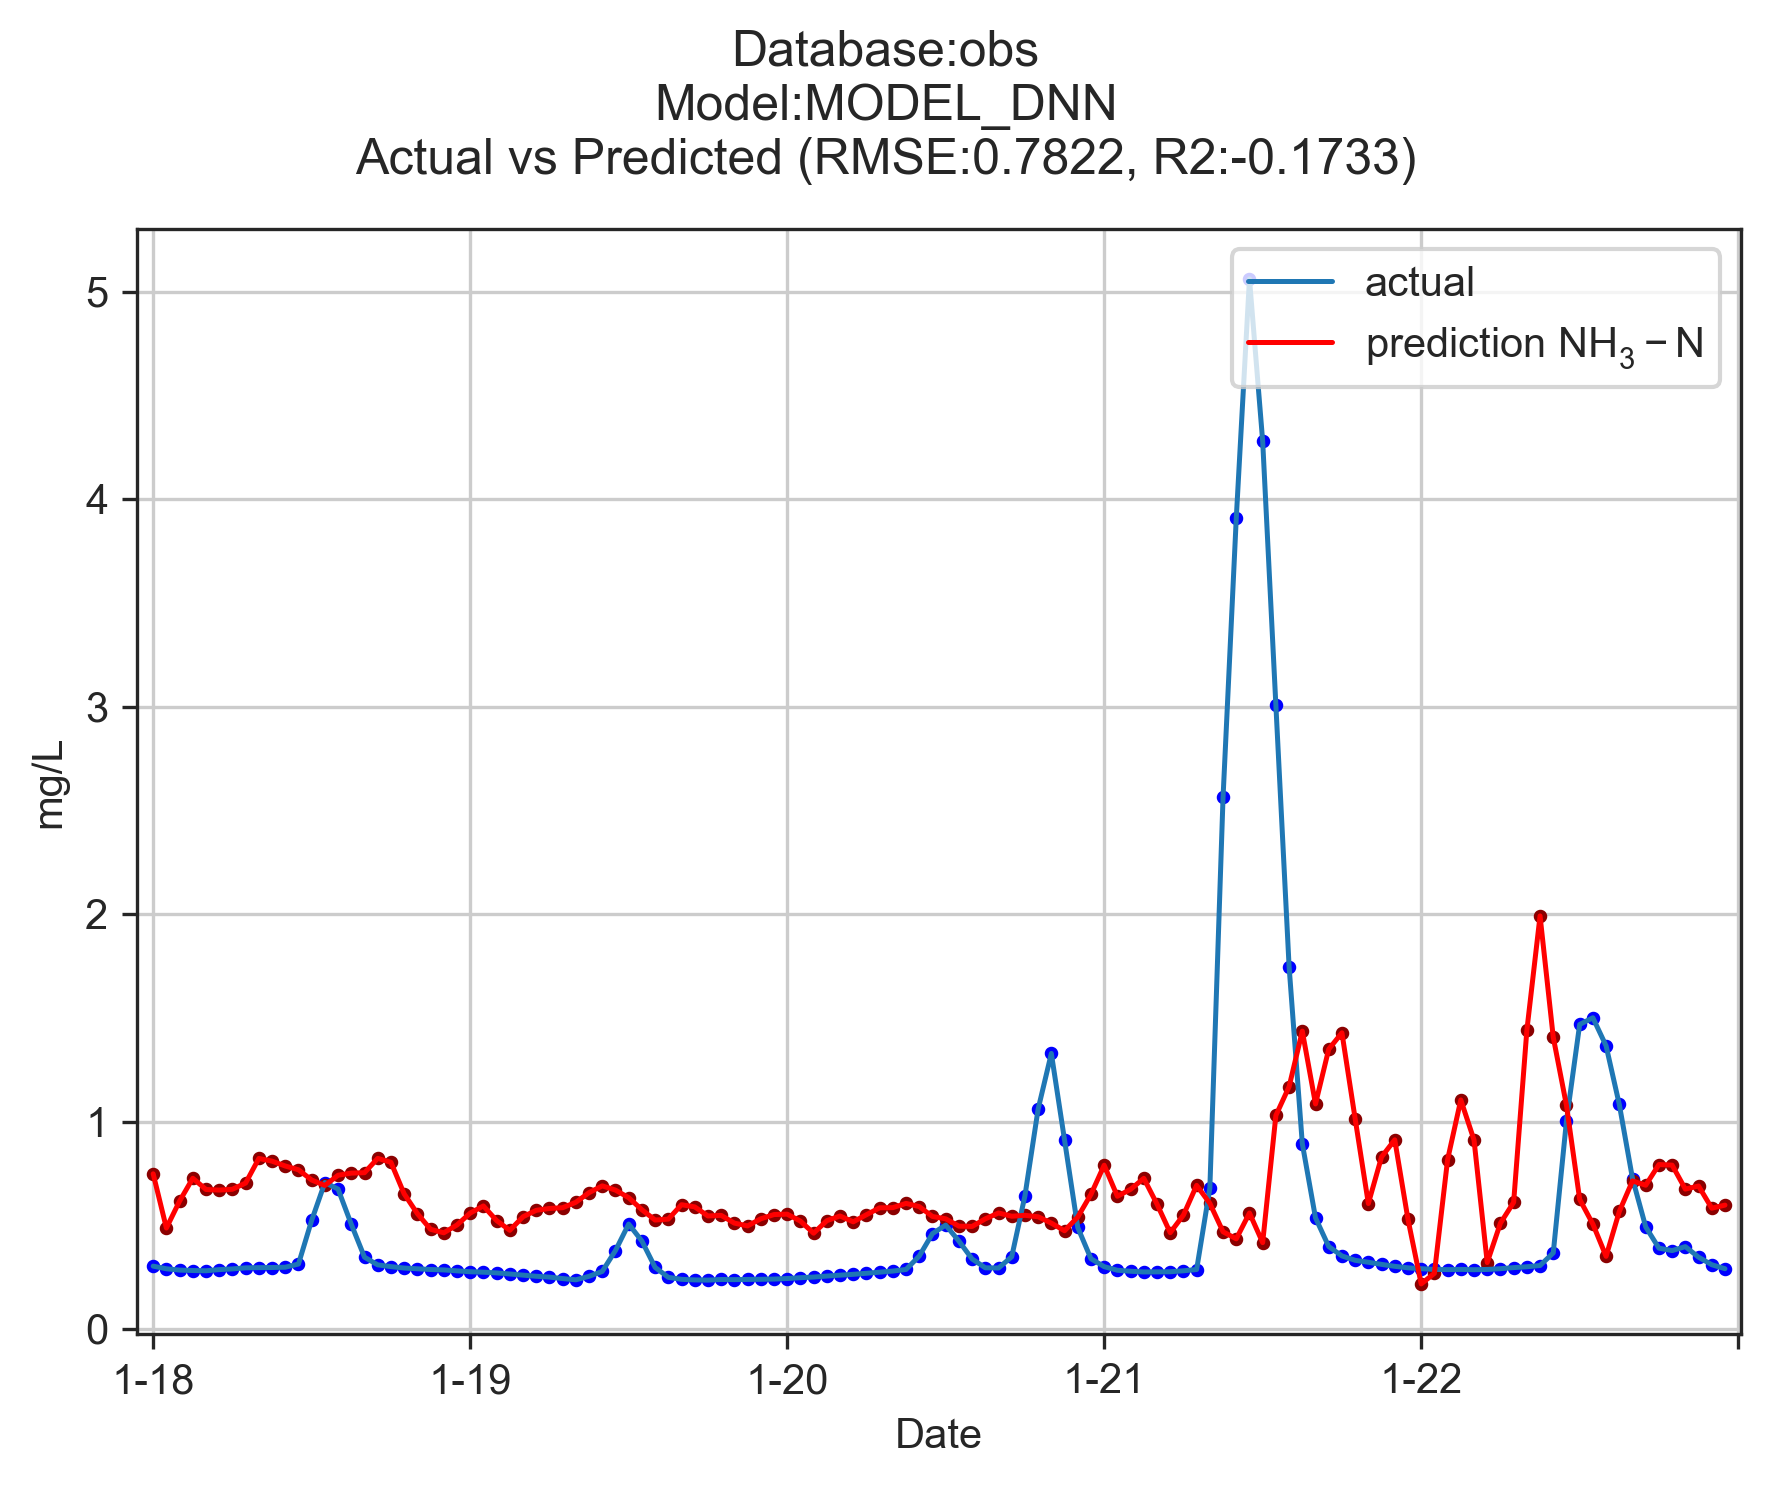 Database:obs
Model:MODEL_DNN
Actual vs Predicted (RMSE:0.7822, R2:-0.1733)
actual
prediction NH₃ − N
5
4
3
2
1
0
mg/L
1-18 1-19 1-20 1-21 1-22
Date